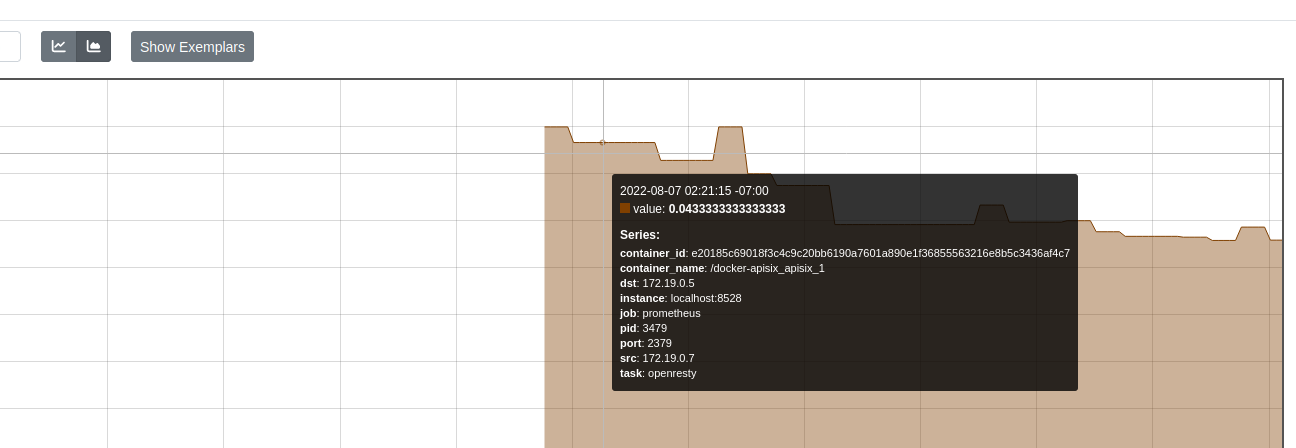 Show Exemplars
2022-08-07 02:21:15 -07:00
value: 0.0433333333333333
Series:
container_id: e20185c69018f3c4c9c20bb6190a7601a890e1f36855563216e8b5c3436af4c7
container_name: /docker-apisix_apisix_1
dst: 172.19.0.5
instance: localhost:8528
job: prometheus
pid: 3479
port: 2379
src: 172.19.0.7
task: openresty